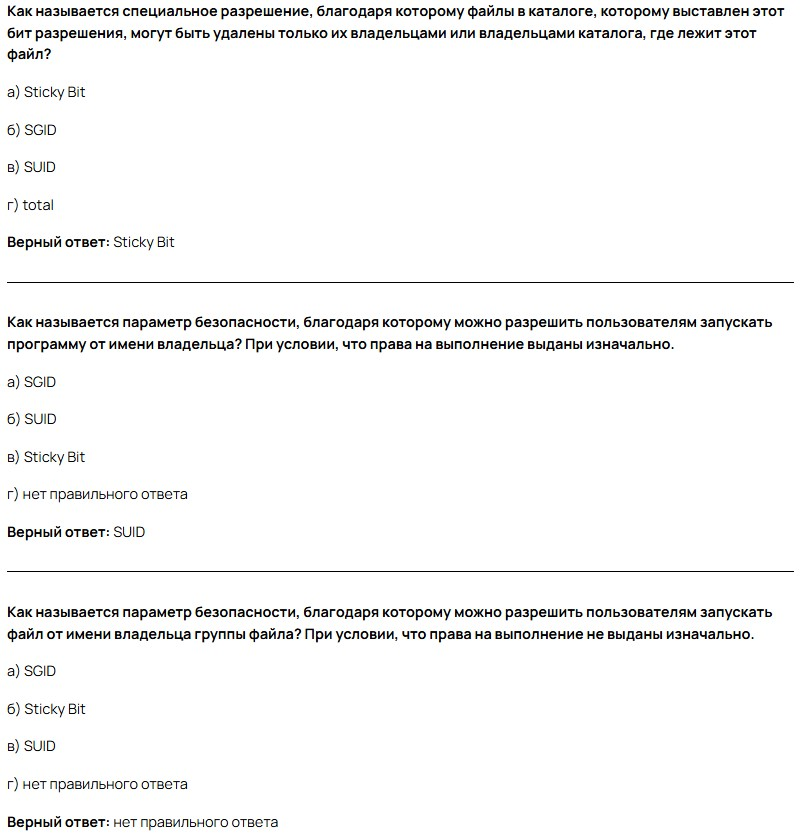 Как называется специальное разрешение, благодаря которому файлы в каталоге, которому выставлен этот
бит разрешения, могут быть удалены только их владельцами или владельцами каталога, где лежит этот
файл?
а) Sticky Bit
б) SGID
в) SUID
г) total
Верный ответ: Sticky Bit
Как называется параметр безопасности, благодаря которому можно разрешить пользователям запускать
программу от имени владельца? При условии, что права на выполнение выданы изначально.
а) SGID
б) SUID
в) Sticky Bit
г) нет правильного ответа
Верный ответ: SUID
Как называется параметр безопасности, благодаря которому можно разрешить пользователям запускать
файл от имени владельца группы файла? При условии, что права на выполнение не выданы изначально.
а) SGID
б) Sticky Bit
в) SUID
г) нет правильного ответа
Верный ответ: нет правильного ответа